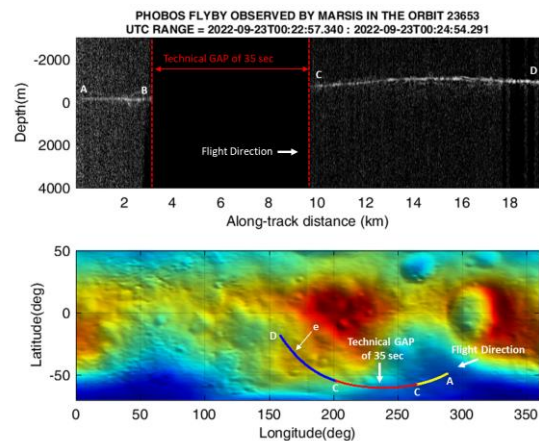 PHOBOS FLYBY OBSERVED BY MARSIS IN THE ORBIT 23653
UTC RANGE = 2022-09-23T00:22:57.340 : 2022-09-23T00:24:54.291
-2000
0
2000
4000
Depth(m)
Technical GAP of 35 sec
A
B
C
D
Flight Direction
2 4 6 8 10 12 14 16 18
Along-track distance (km)
50
0
-50
Latitude(deg)
D
e
Technical GAP
of 35 sec
Flight Direction
C
C
A
0 50 100 150 200 250 300 350
Longitude(deg)